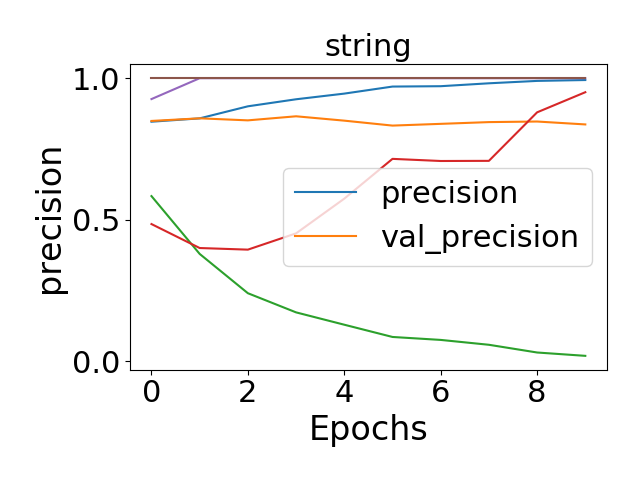 string
1.0
0.5
0.0
precision
precision
val_precision
0 2 4 6 8
Epochs